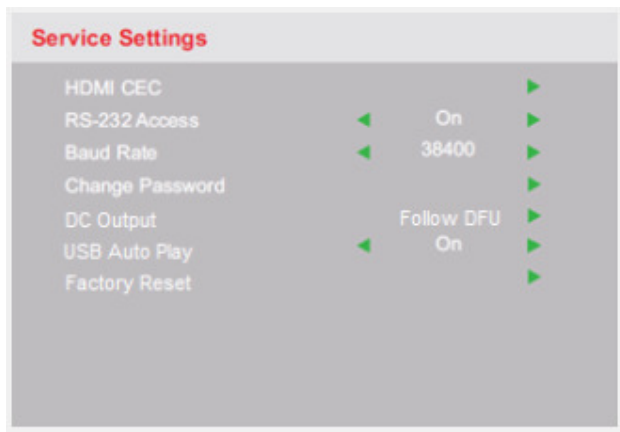 Service Settings
HDMI CEC
RS-232 Access On
Baud Rate 38400
Change Password
DC Output Follow DFU
USB Auto Play On
Factory Reset